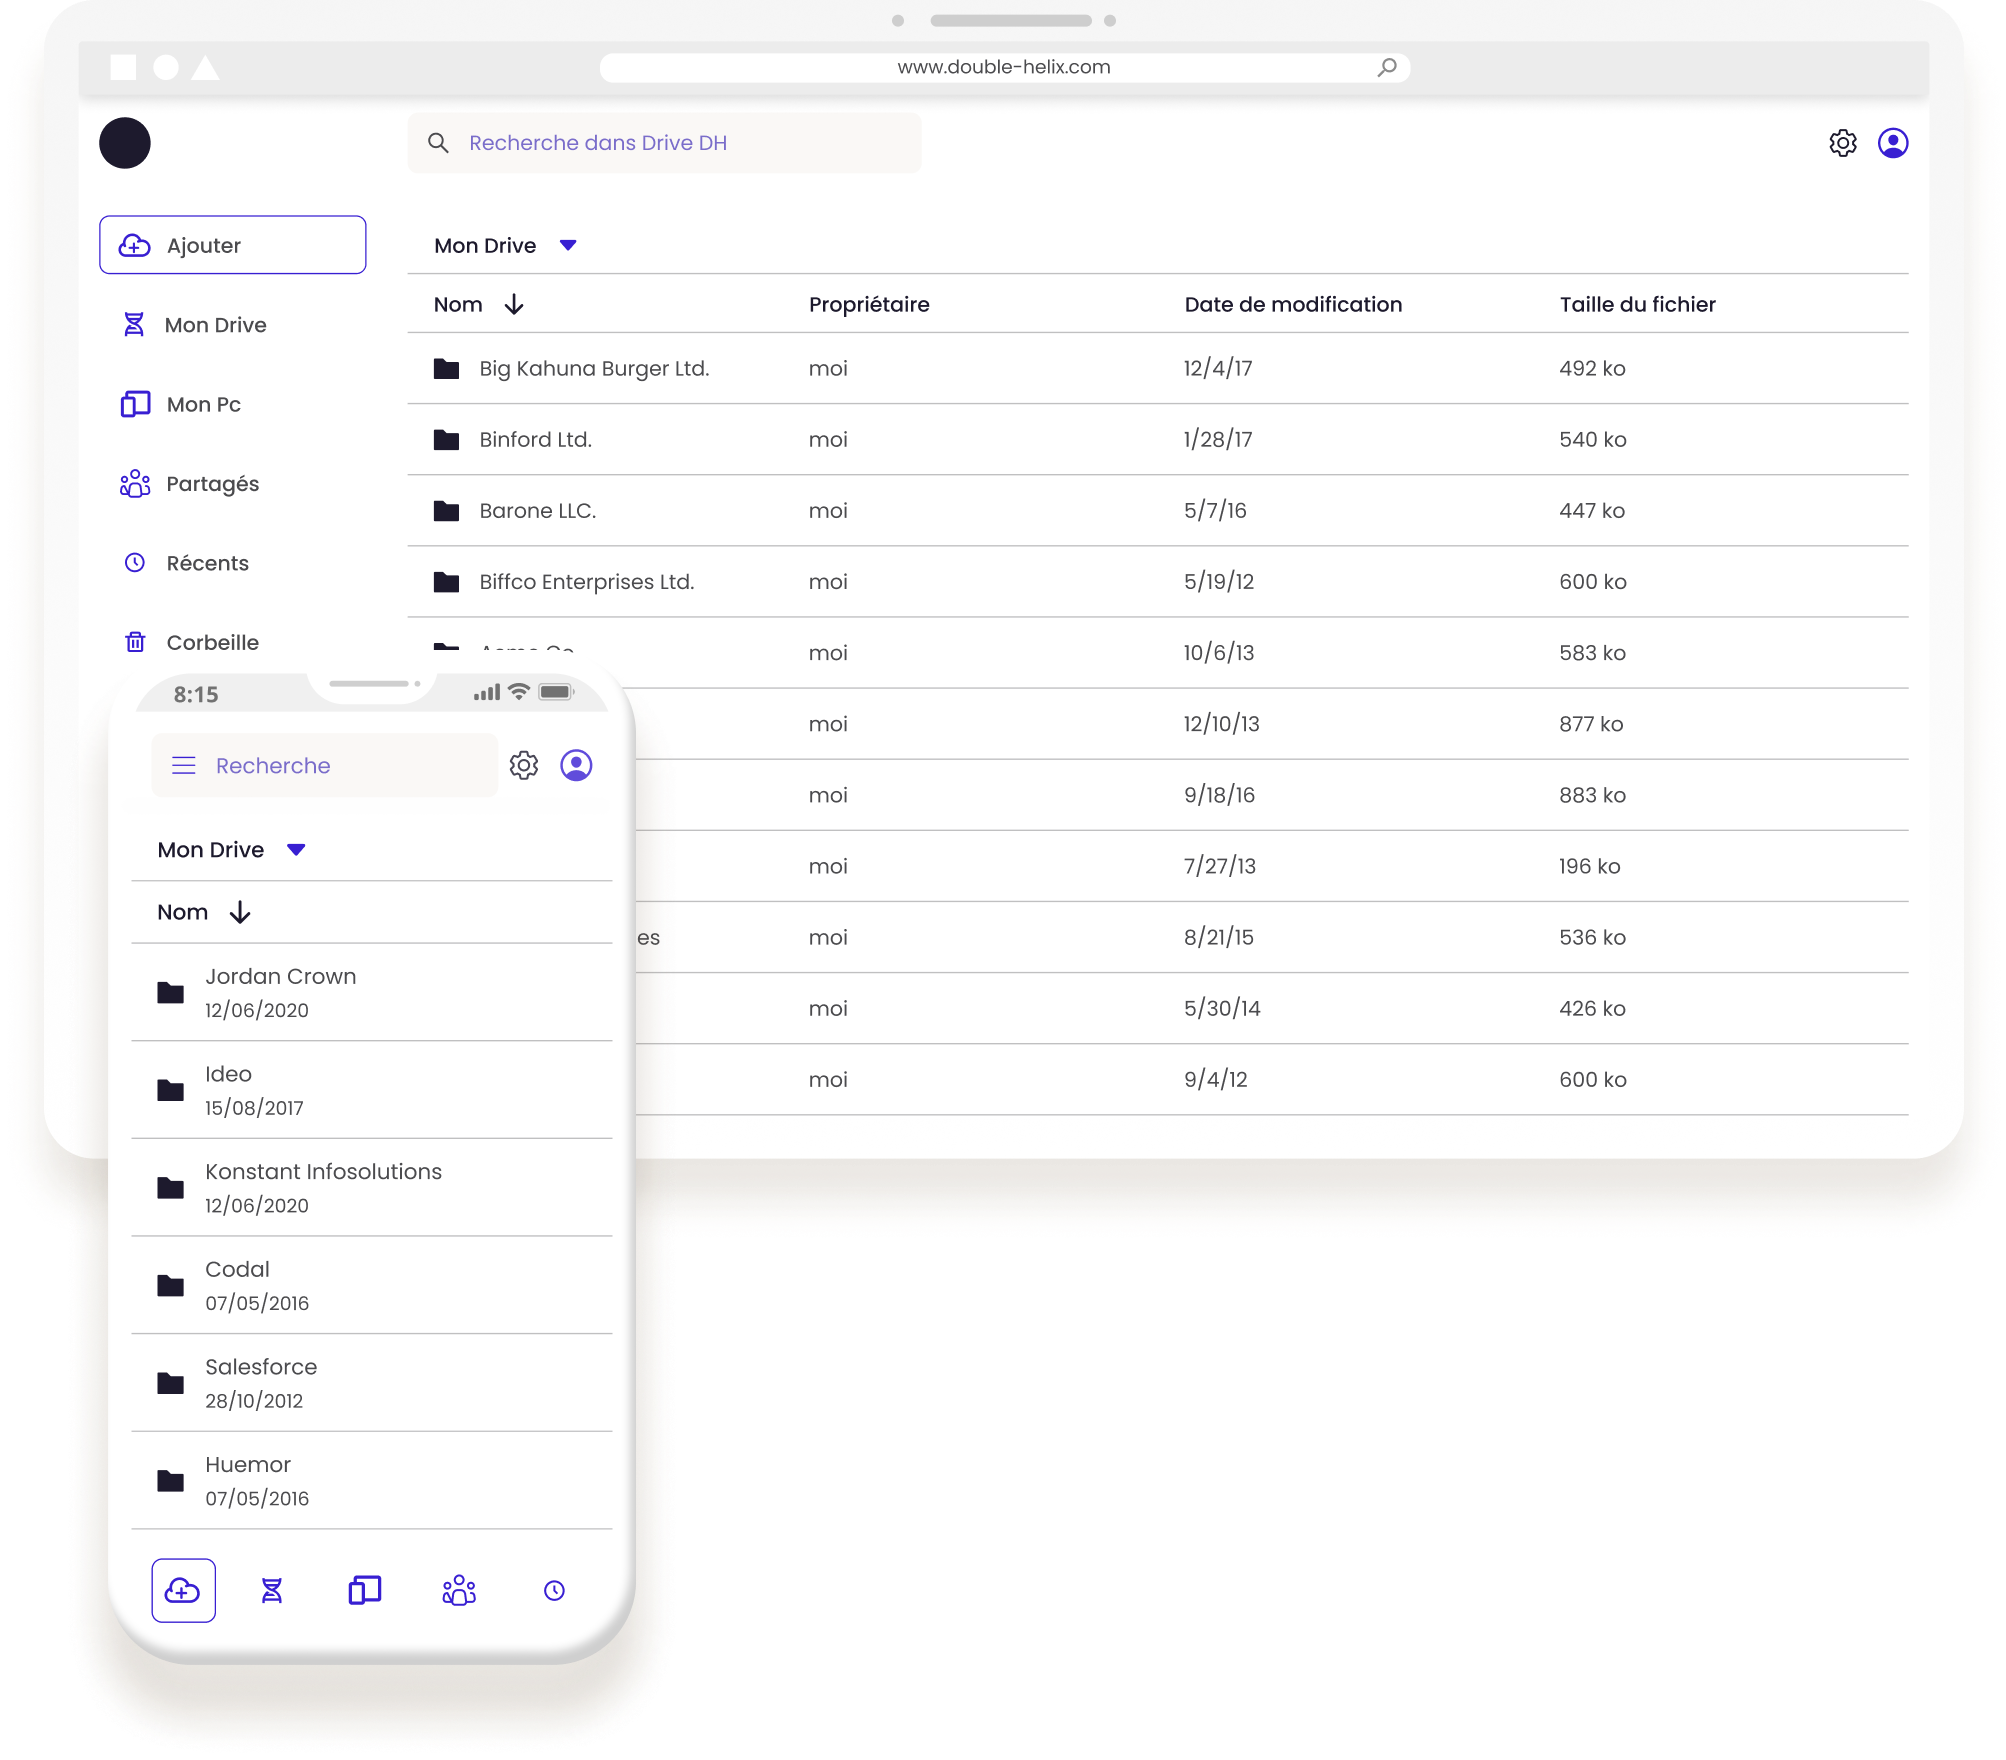 www.double-helix.com
Recherche dans Drive DH
Ajouter
Mon Drive
Mon Pc
Partagés
Récents
Corbeille
Mon Drive
Nom Propriétaire Date de modification Taille du fichier
Big Kahuna Burger Ltd. moi 12/4/17 492 ko
Binford Ltd. moi 1/28/17 540 ko
Barone LLC. moi 5/7/16 447 ko
Biffco Enterprises Ltd. moi 5/19/12 600 ko
moi 10/6/13 583 ko
moi 12/10/13 877 ko
moi 9/18/16 883 ko
moi 7/27/13 196 ko
es moi 8/21/15 536 ko
moi 5/30/14 426 ko
moi 9/4/12 600 ko
8:15
Recherche
Mon Drive
Nom
Jordan Crown
12/06/2020
Ideo
15/08/2017
Konstant Infosolutions
12/06/2020
Codal
07/05/2016
Salesforce
28/10/2012
Huemor
07/05/2016